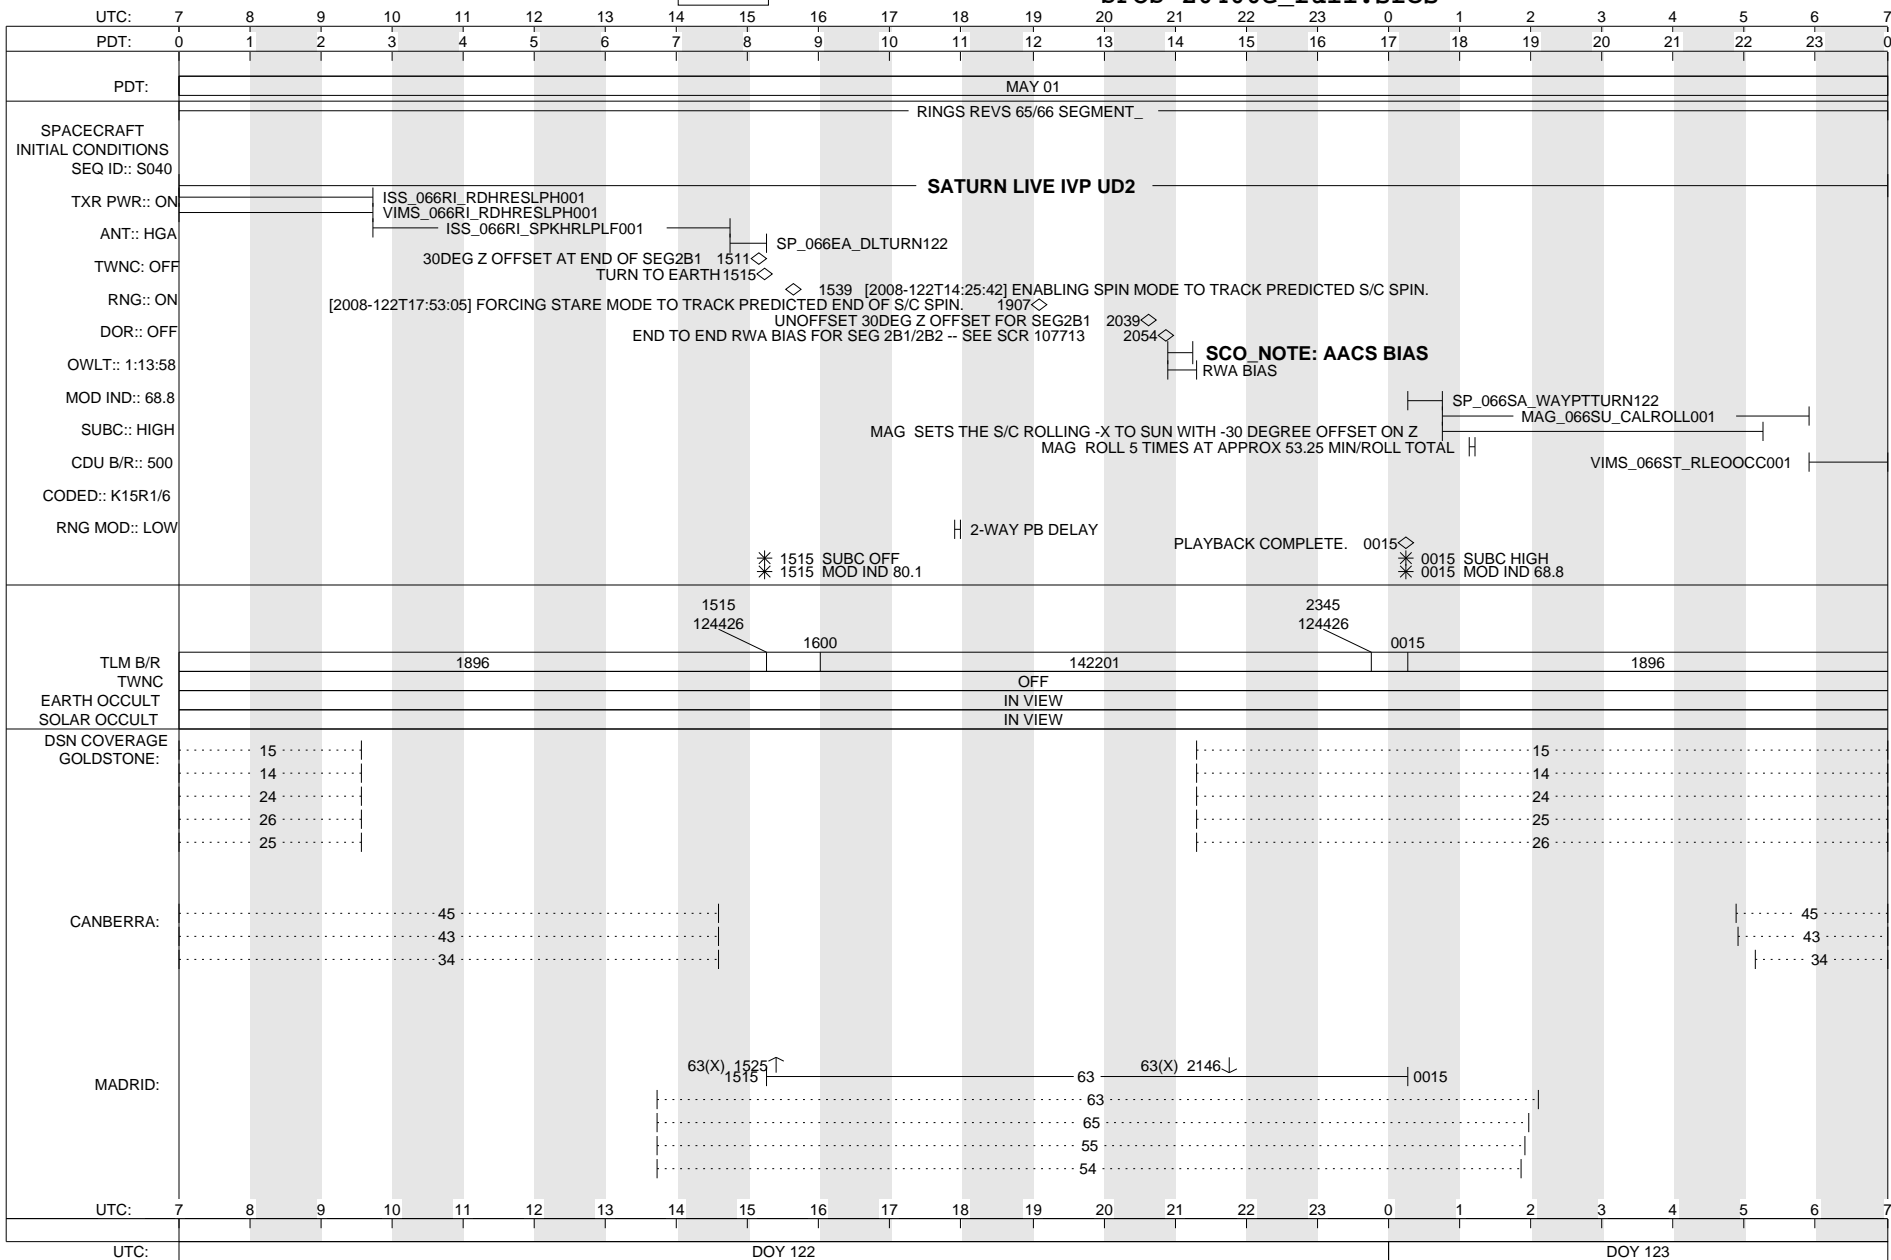 UTC: 7 8 9 10 11 12 13 14 15 16 17 18 19 20 21 22 23 0 1 2 3 4 5 6 7
PDT: 0 1 2 3 4 5 6 7 8 9 10 11 12 13 14 15 16 17 18 19 20 21 22 23 0
PDT: MAY 01
RINGS REVS 65/66 SEGMENT_
SPACECRAFT
INITIAL CONDITIONS
SEQ ID:: S040
SATURN LIVE IVP UD2
TXR PWR:: ON
ISS_066RI_RDHRESLPH001
VIMS_066RI_RDHRESLPH001
ISS_066RI_SPKHRLPLF001
ANT:: HGA
SP_066EA_DLTURN122
30DEG Z OFFSET AT END OF SEG2B1 1511
TWNC: OFF
TURN TO EARTH 1515
1539 [2008-122T14:25:42] ENABLING SPIN MODE TO TRACK PREDICTED S/C SPIN.
RNG:: ON
[2008-122T17:53:05] FORCING STARE MODE TO TRACK PREDICTED END OF S/C SPIN. 1907
UNOFFSET 30DEG Z OFFSET FOR SEG2B1 2039
DOR:: OFF
END TO END RWA BIAS FOR SEG 2B1/2B2 -- SEE SCR 107713 2054
SCO_NOTE: AACS BIAS
OWLT:: 1:13:58
RWA BIAS
MOD IND:: 68.8
SP_066SA_WAYPTTURN122
MAG_066SU_CALROLL001
SUBC:: HIGH
MAG SETS THE S/C ROLLING -X TO SUN WITH -30 DEGREE OFFSET ON Z
MAG ROLL 5 TIMES AT APPROX 53.25 MIN/ROLL TOTAL
CDU B/R:: 500
VIMS_066ST_RLEOOCC001
CODED:: K15R1/6
RNG MOD:: LOW
2-WAY PB DELAY
PLAYBACK COMPLETE. 0015
1515 SUBC OFF
0015 SUBC HIGH
1515 MOD IND 80.1
0015 MOD IND 68.8
1515 2345
124426 124426
1600 0015
TLM B/R 1896 142201 1896
TWNC OFF
EARTH OCCULT IN VIEW
SOLAR OCCULT IN VIEW
DSN COVERAGE
GOLDSTONE:
15 15
14 14
24 24
26 25
25 26
CANBERRA:
45 45
43 43
34 34
MADRID:
63(X) 1525 63(X) 2146
1515 63 0015
63
65
55
54
UTC: 7 8 9 10 11 12 13 14 15 16 17 18 19 20 21 22 23 0 1 2 3 4 5 6 7
UTC: DOY 122 DOY 123